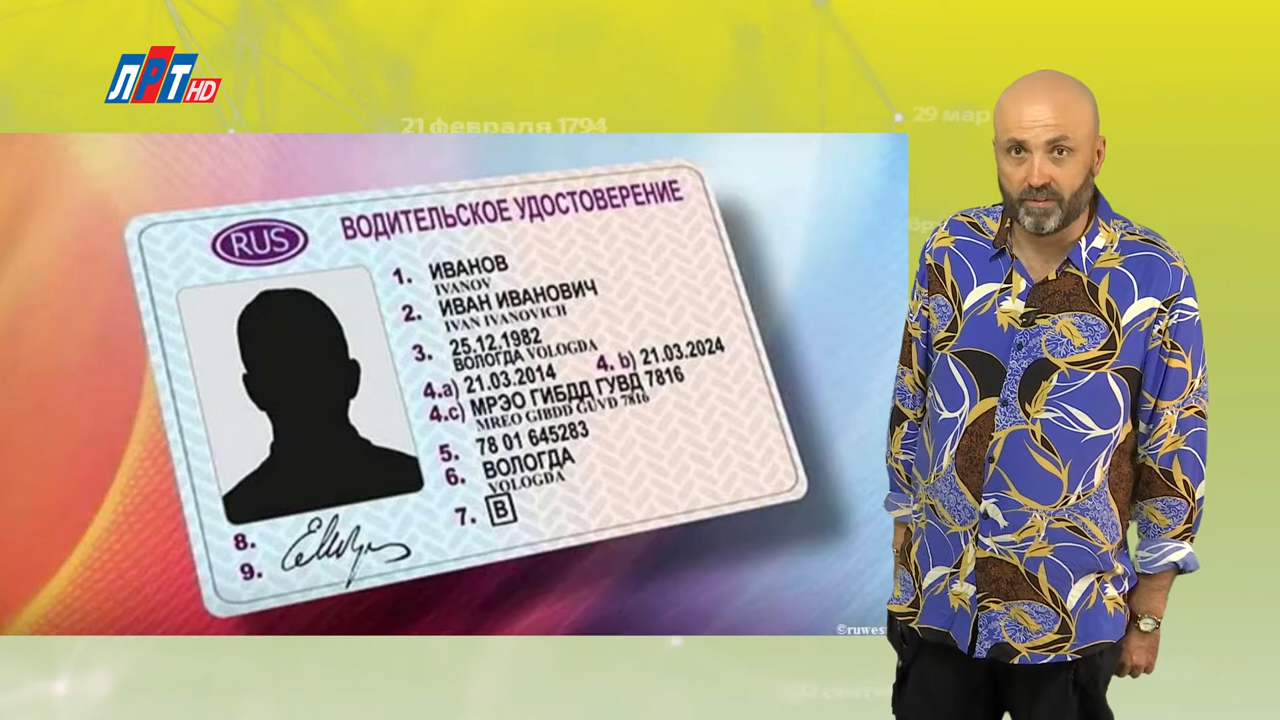 ЛРТ HD
21 февраля 1794
29 мар
RUS
ВОДИТЕЛЬСКОЕ УДОСТОВЕРЕНИЕ
1. ИВАНОВ
IVANOV
2. ИВАН ИВАНОВИЧ
IVAN IVANOVICH
3. 25.12.1982
ВОЛОГДА VOLOGDA
4.a) 21.03.2014 4. b) 21.03.2024
4.c) МРЭО ГИБДД ГУВД 7816
MREO GIBDD GUVD 7816
5. 78 01 645283
6. ВОЛОГДА
VOLOGDA
7. B
8.
9.
©ruwes